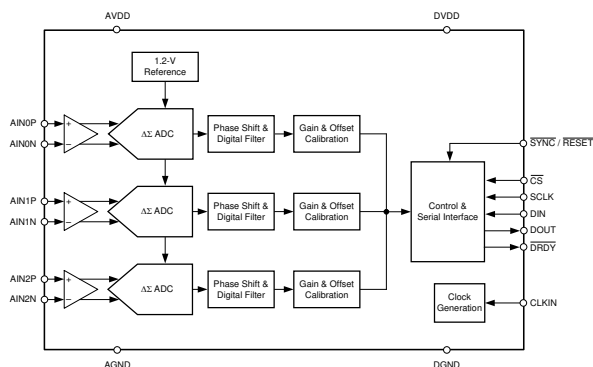 AVDD
DVDD
1.2-V
Reference
AIN0P
AIN0N
+
−
ΔΣ ADC
Phase Shift &
Digital Filter
Gain & Offset
Calibration
SYNC / RESET
AIN1P
AIN1N
+
−
ΔΣ ADC
Phase Shift &
Digital Filter
Gain & Offset
Calibration
Control &
Serial Interface
CS
SCLK
DIN
DOUT
DRDY
AIN2P
AIN2N
+
−
ΔΣ ADC
Phase Shift &
Digital Filter
Gain & Offset
Calibration
Clock
Generation
CLKIN
AGND
DGND